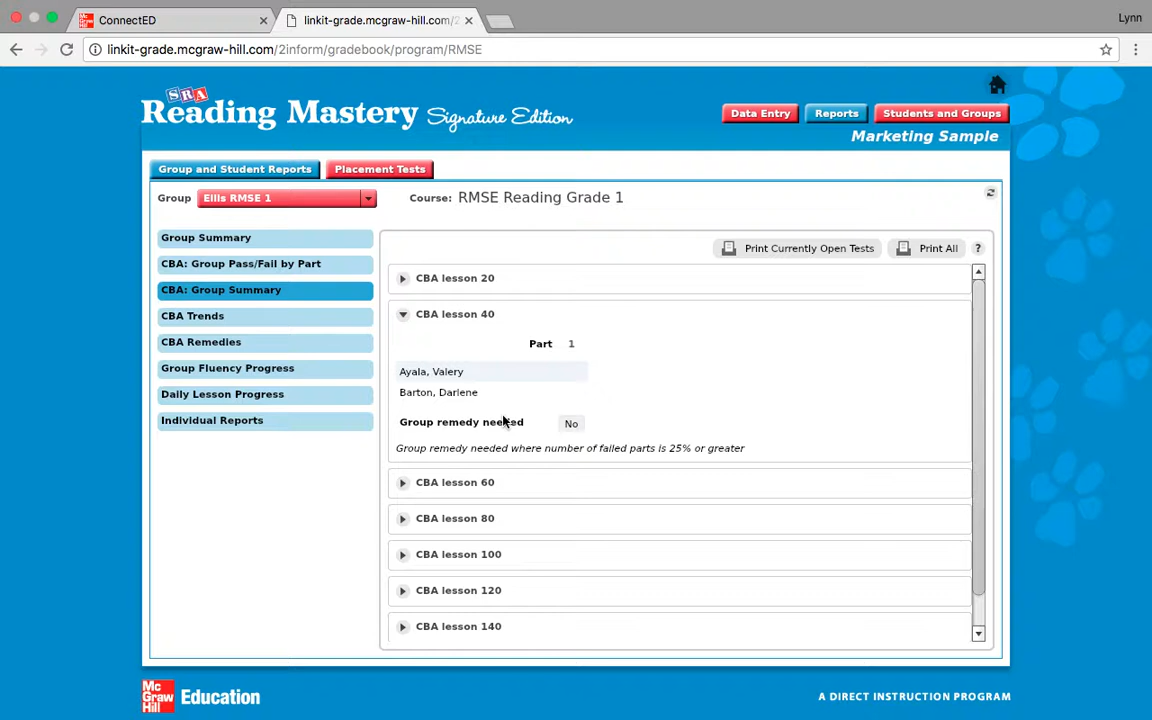 ConnectED
linkit-grade.mcgraw-hill.com/2
Lynn
linkit-grade.mcgraw-hill.com/2inform/gradebook/program/RMSE
SRA
Reading Mastery Signature Edition
Data Entry
Reports
Students and Groups
Marketing Sample
Group and Student Reports
Placement Tests
Group
Ellis RMSE 1
Course: RMSE Reading Grade 1
Group Summary
CBA: Group Pass/Fail by Part
CBA: Group Summary
CBA Trends
CBA Remedies
Group Fluency Progress
Daily Lesson Progress
Individual Reports
Print Currently Open Tests
Print All
?
CBA lesson 20
CBA lesson 40
Part 1
Ayala, Valery
Barton, Darlene
Group remedy needed No
Group remedy needed where number of failed parts is 25% or greater
CBA lesson 60
CBA lesson 80
CBA lesson 100
CBA lesson 120
CBA lesson 140
Mc
Graw
Hill
Education
A DIRECT INSTRUCTION PROGRAM